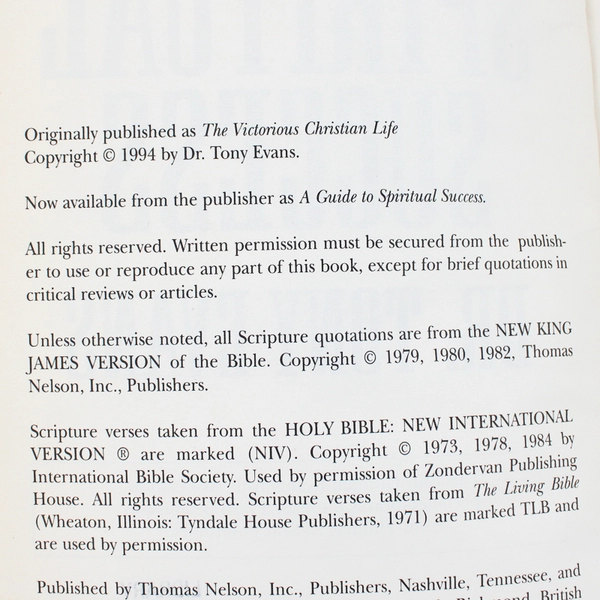 Originally published as The Victorious Christian Life
Copyright © 1994 by Dr. Tony Evans.
Now available from the publisher as A Guide to Spiritual Success.
All rights reserved. Written permission must be secured from the publish-
er to use or reproduce any part of this book, except for brief quotations in
critical reviews or articles.
Unless otherwise noted, all Scripture quotations are from the NEW KING
JAMES VERSION of the Bible. Copyright © 1979, 1980, 1982, Thomas
Nelson, Inc., Publishers.
Scripture verses taken from the HOLY BIBLE: NEW INTERNATIONAL
VERSION ® are marked (NIV). Copyright © 1973, 1978, 1984 by
International Bible Society. Used by permission of Zondervan Publishing
House. All rights reserved. Scripture verses taken from The Living Bible
(Wheaton, Illinois: Tyndale House Publishers, 1971) are marked TLB and
are used by permission.
Published by Thomas Nelson, Inc., Publishers, Nashville, Tennessee, and
Richmond, British